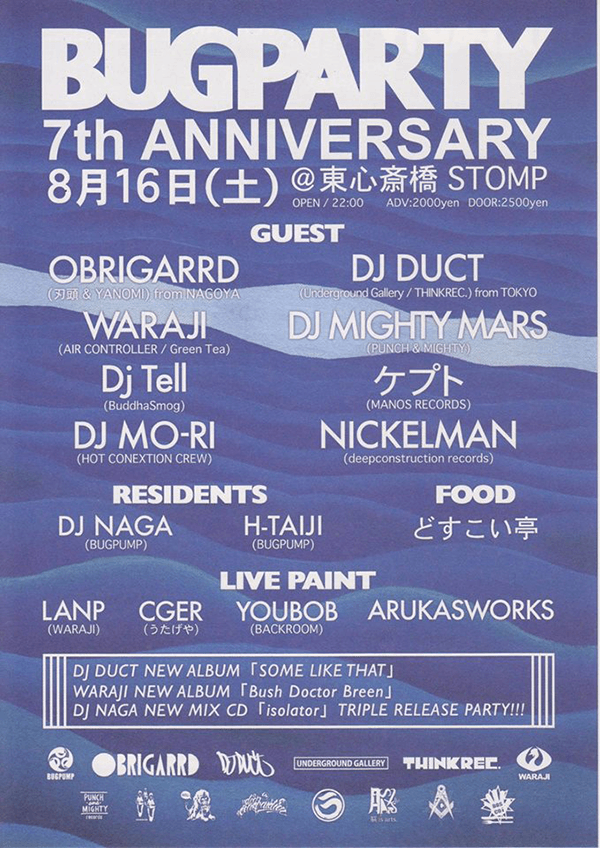 BUGPARTY
7th ANNIVERSARY
8月16日(土) @東心斎橋 STOMP
OPEN / 22:00 ADV:2000yen DOOR:2500yen
GUEST
OBRIGARRD
(刃頭 & YANOMI) from NAGOYA
DJ DUCT
(Underground Gallery / THINKREC.) from TOKYO
WARAJI
(AIR CONTROLLER / Green Tea)
DJ MIGHTY MARS
(PUNCH & MIGHTY)
Dj Tell
(BuddhaSmog)
ケプト
(MANOS RECORDS)
DJ MO-RI
(HOT CONEXTION CREW)
NICKELMAN
(deepconstruction records)
RESIDENTS
DJ NAGA
(BUGPUMP)
H-TAIJI
(BUGPUMP)
FOOD
どすこい亭
LIVE PAINT
LANP
(WARAJI)
CGER
(うたげや)
YOUBOB
(BACKROOM)
ARUKASWORKS
DJ DUCT NEW ALBUM「SOME LIKE THAT」
WARAJI NEW ALBUM「Bush Doctor Breen」
DJ NAGA NEW MIX CD「isolator」TRIPLE RELEASE PARTY!!!
BUGPUMP
OBRIGARRD
DJ DUCT
UNDERGROUND GALLERY
THINKREC.
WARAJI
PUNCH and MIGHTY records